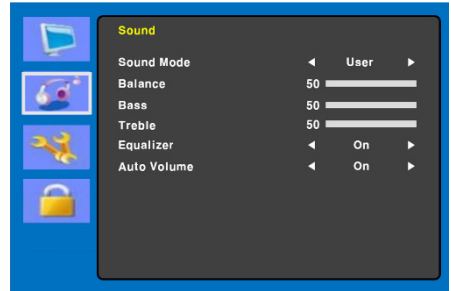 Sound
Sound Mode ◄ User ►
Balance 50
Bass 50
Treble 50
Equalizer ◄ On ►
Auto Volume ◄ On ►